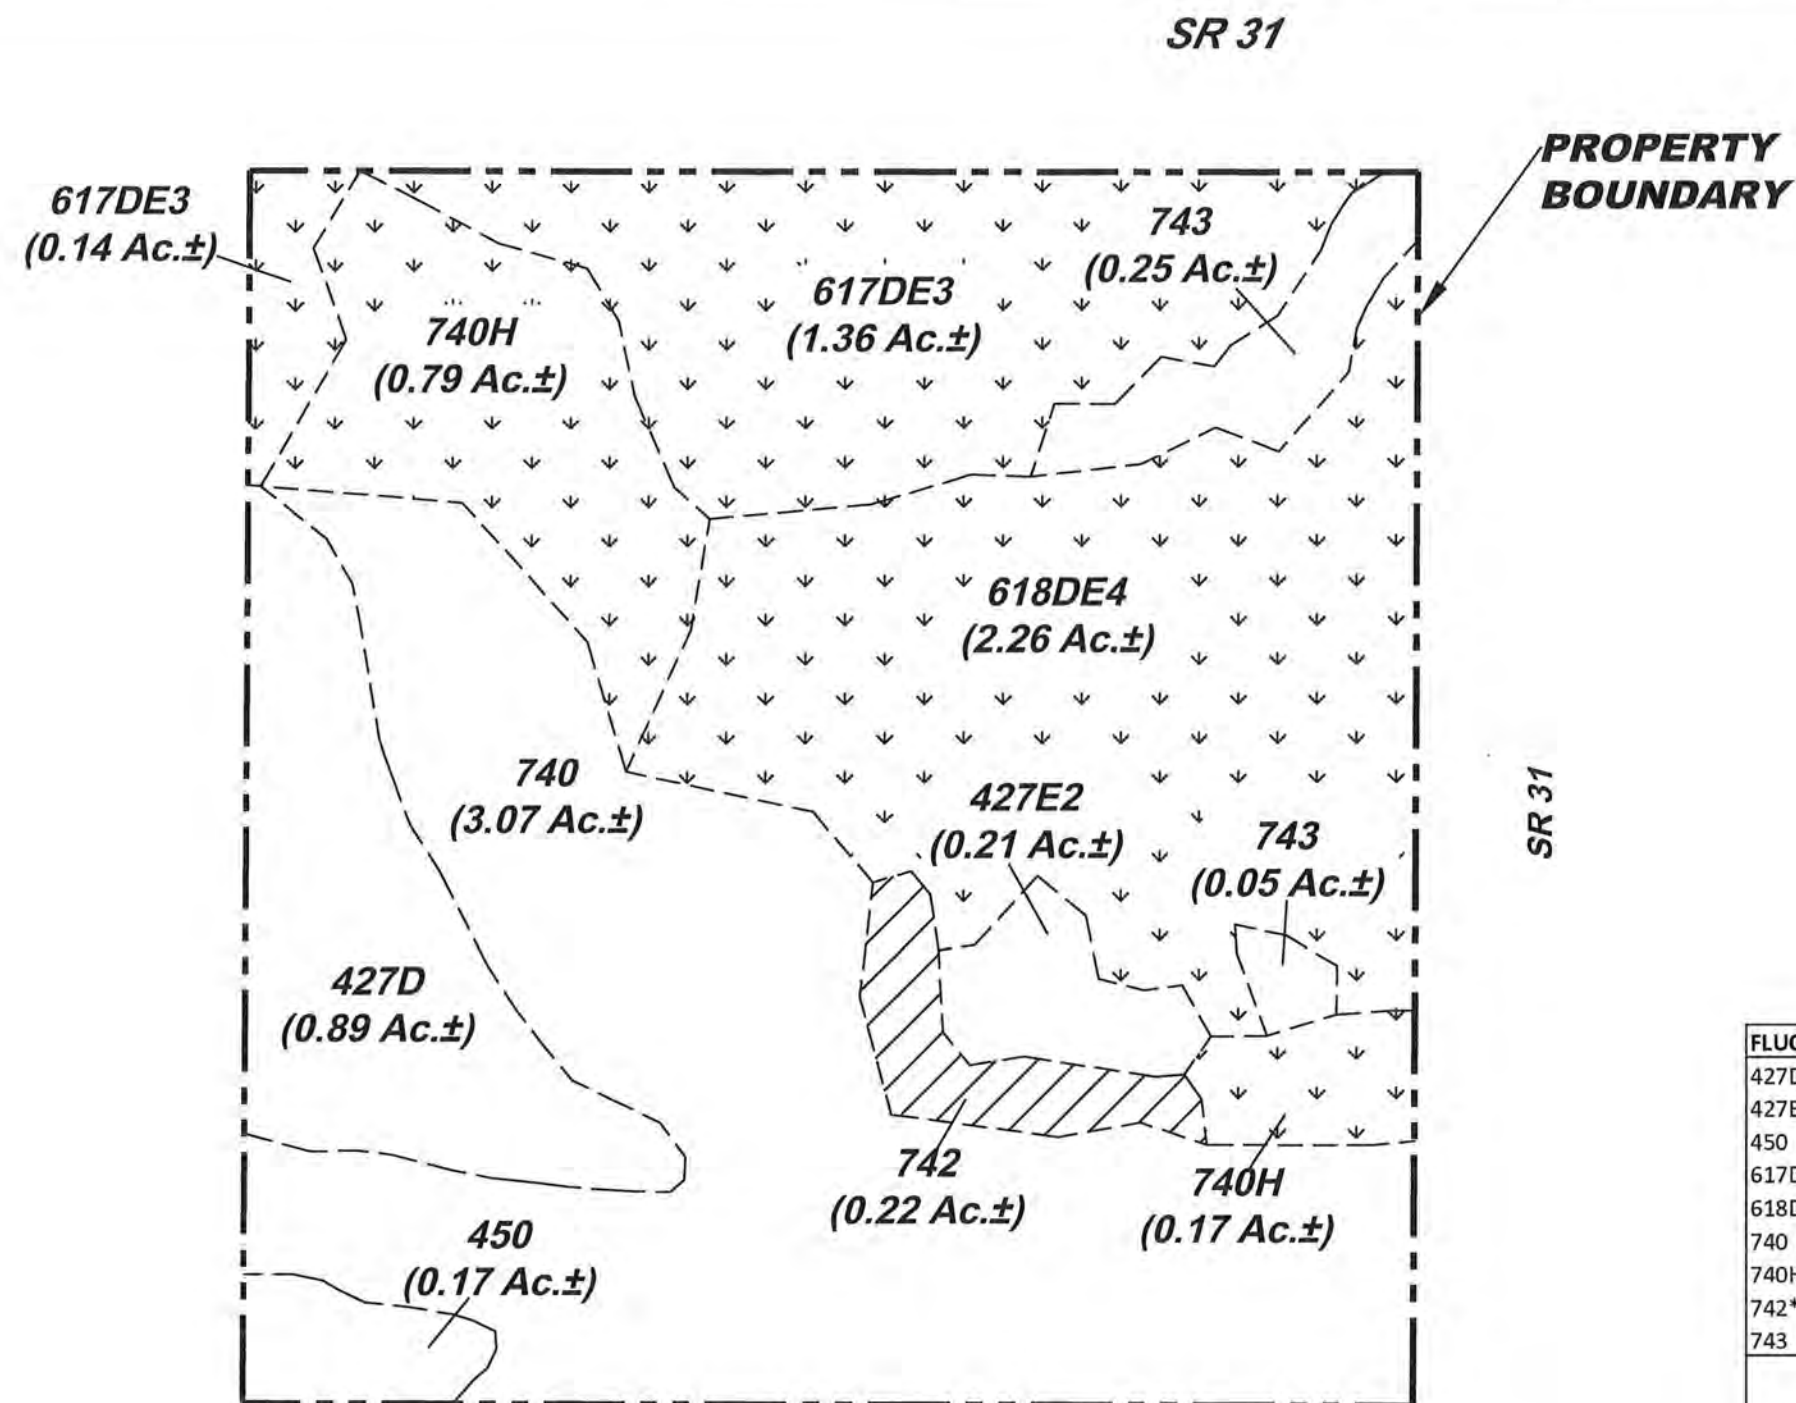 SR 31
PROPERTY
BOUNDARY
617DE3
(0.14 Ac.±)
743
(0.25 Ac.±)
617DE3
(1.36 Ac.±)
740H
(0.79 Ac.±)
618DE4
(2.26 Ac.±)
740
(3.07 Ac.±)
427E2
(0.21 Ac.±)
743
(0.05 Ac.±)
SR 31
427D
(0.89 Ac.±)
742
(0.22 Ac.±)
740H
(0.17 Ac.±)
450
(0.17 Ac.±)
450
740
743